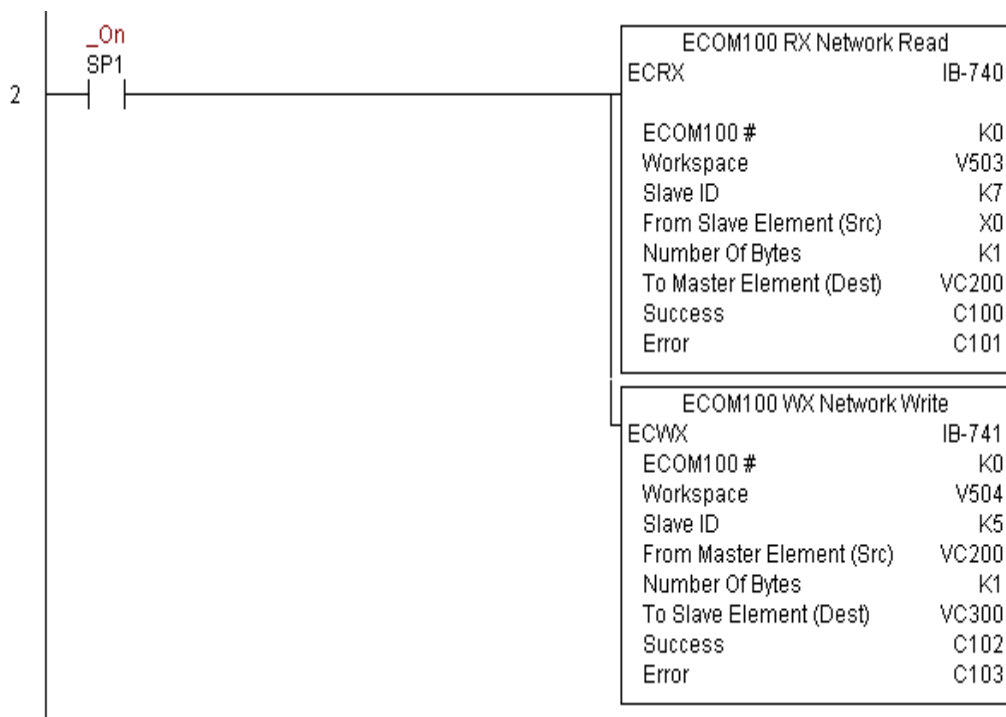 _On
SP1
2
ECOM100 RX Network Read
ECRX IB-740
ECOM100 # K0
Workspace V503
Slave ID K7
From Slave Element (Src) X0
Number Of Bytes K1
To Master Element (Dest) VC200
Success C100
Error C101
ECOM100 WX Network Write
ECWX IB-741
ECOM100 # K0
Workspace V504
Slave ID K5
From Master Element (Src) VC200
Number Of Bytes K1
To Slave Element (Dest) VC300
Success C102
Error C103